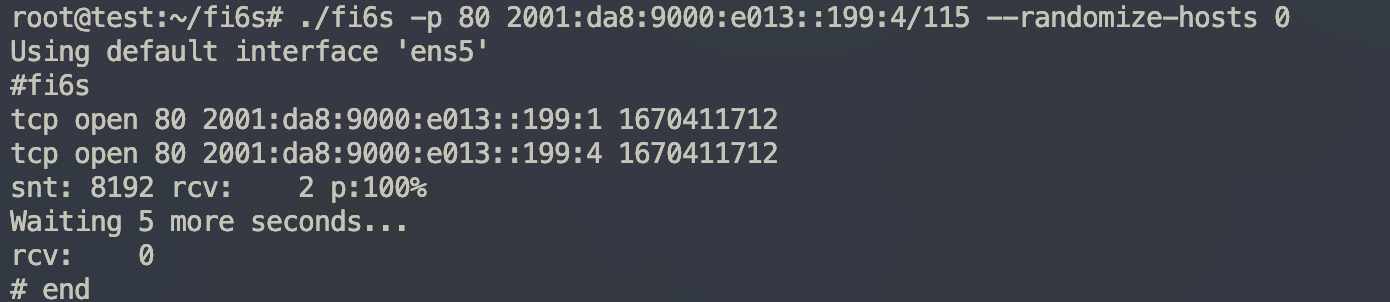 root@test:~/fi6s# ./fi6s -p 80 2001:da8:9000:e013::199:4/115 --randomize-hosts 0
Using default interface 'ens5'
#fi6s
tcp open 80 2001:da8:9000:e013::199:1 1670411712
tcp open 80 2001:da8:9000:e013::199:4 1670411712
snt: 8192 rcv:    2 p:100%
Waiting 5 more seconds...
rcv:    0
# end